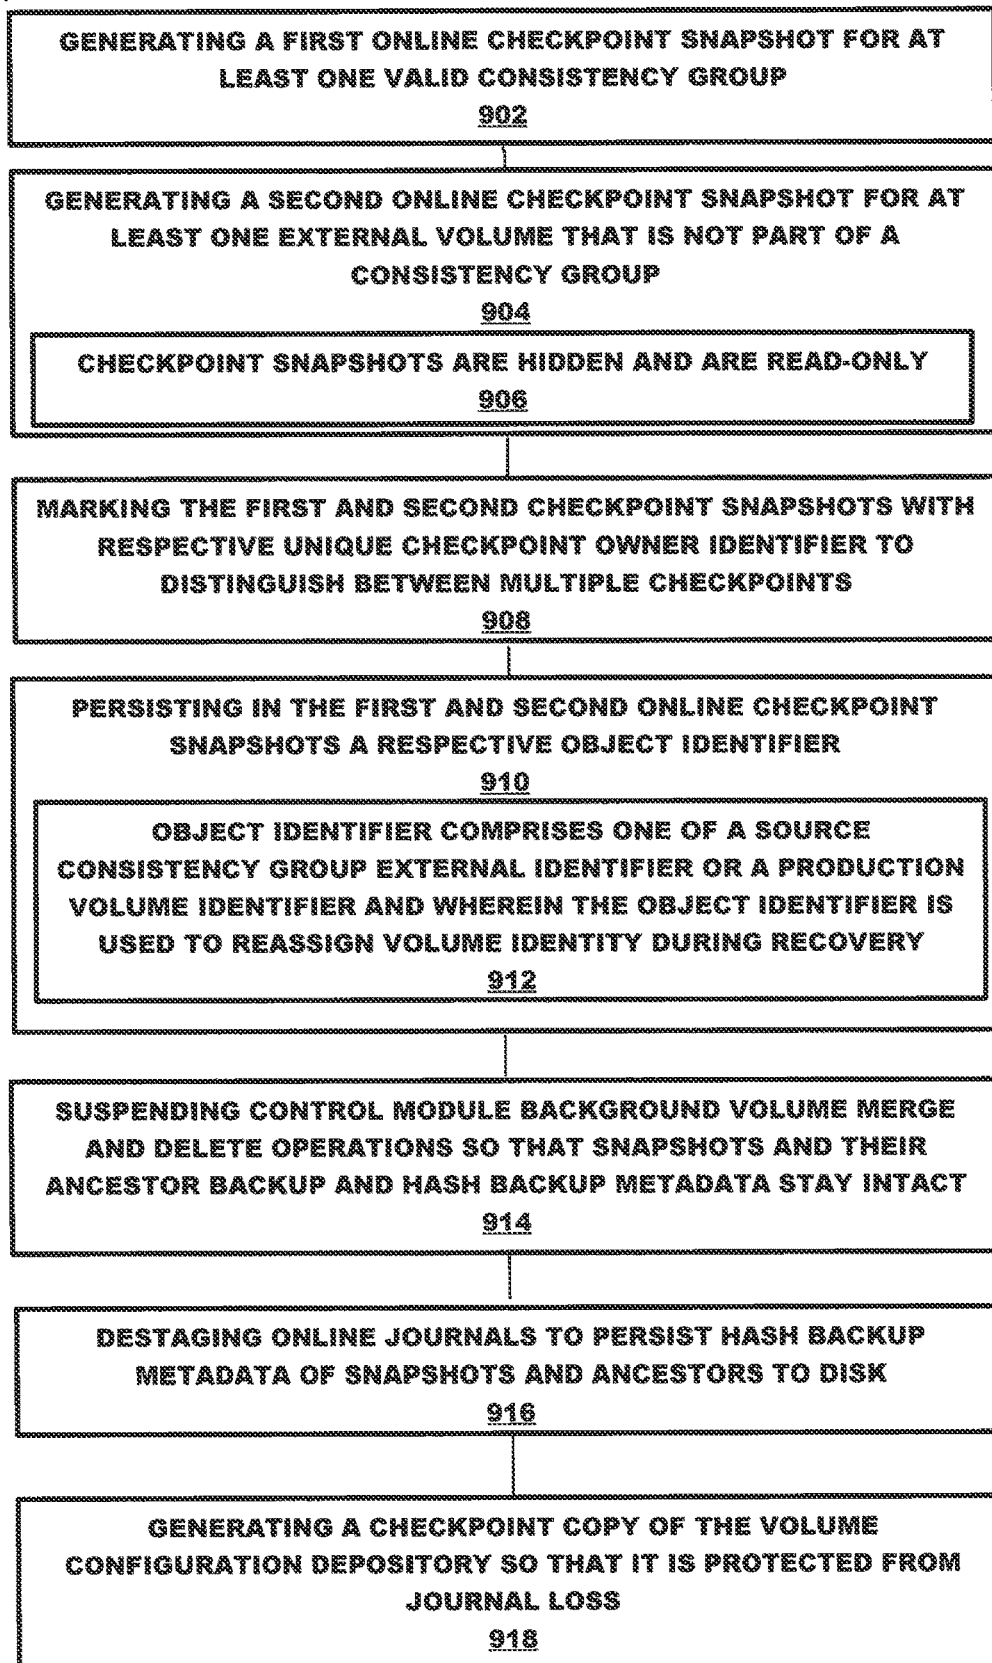 GENERATING A FIRST ONLINE CHECKPOINT SNAPSHOT FOR AT
LEAST ONE VALID CONSISTENCY GROUP
902
GENERATING A SECOND ONLINE CHECKPOINT SNAPSHOT FOR AT
LEAST ONE EXTERNAL VOLUME THAT IS NOT PART OF A
CONSISTENCY GROUP
904
CHECKPOINT SNAPSHOTS ARE HIDDEN AND ARE READ-ONLY
906
MARKING THE FIRST AND SECOND CHECKPOINT SNAPSHOTS WITH
RESPECTIVE UNIQUE CHECKPOINT OWNER IDENTIFIER TO
DISTINGUISH BETWEEN MULTIPLE CHECKPOINTS
908
PERSISTING IN THE FIRST AND SECOND ONLINE CHECKPOINT
SNAPSHOTS A RESPECTIVE OBJECT IDENTIFIER
910
OBJECT IDENTIFIER COMPRISES ONE OF A SOURCE
CONSISTENCY GROUP EXTERNAL IDENTIFIER OR A PRODUCTION
VOLUME IDENTIFIER AND WHEREIN THE OBJECT IDENTIFIER IS
USED TO REASSIGN VOLUME IDENTITY DURING RECOVERY
912
SUSPENDING CONTROL MODULE BACKGROUND VOLUME MERGE
AND DELETE OPERATIONS SO THAT SNAPSHOTS AND THEIR
ANCESTOR BACKUP AND HASH BACKUP METADATA STAY INTACT
914
DESTAGING ONLINE JOURNALS TO PERSIST HASH BACKUP
METADATA OF SNAPSHOTS AND ANCESTORS TO DISK
916
GENERATING A CHECKPOINT COPY OF THE VOLUME
CONFIGURATION DEPOSITORY SO THAT IT IS PROTECTED FROM
JOURNAL LOSS
918